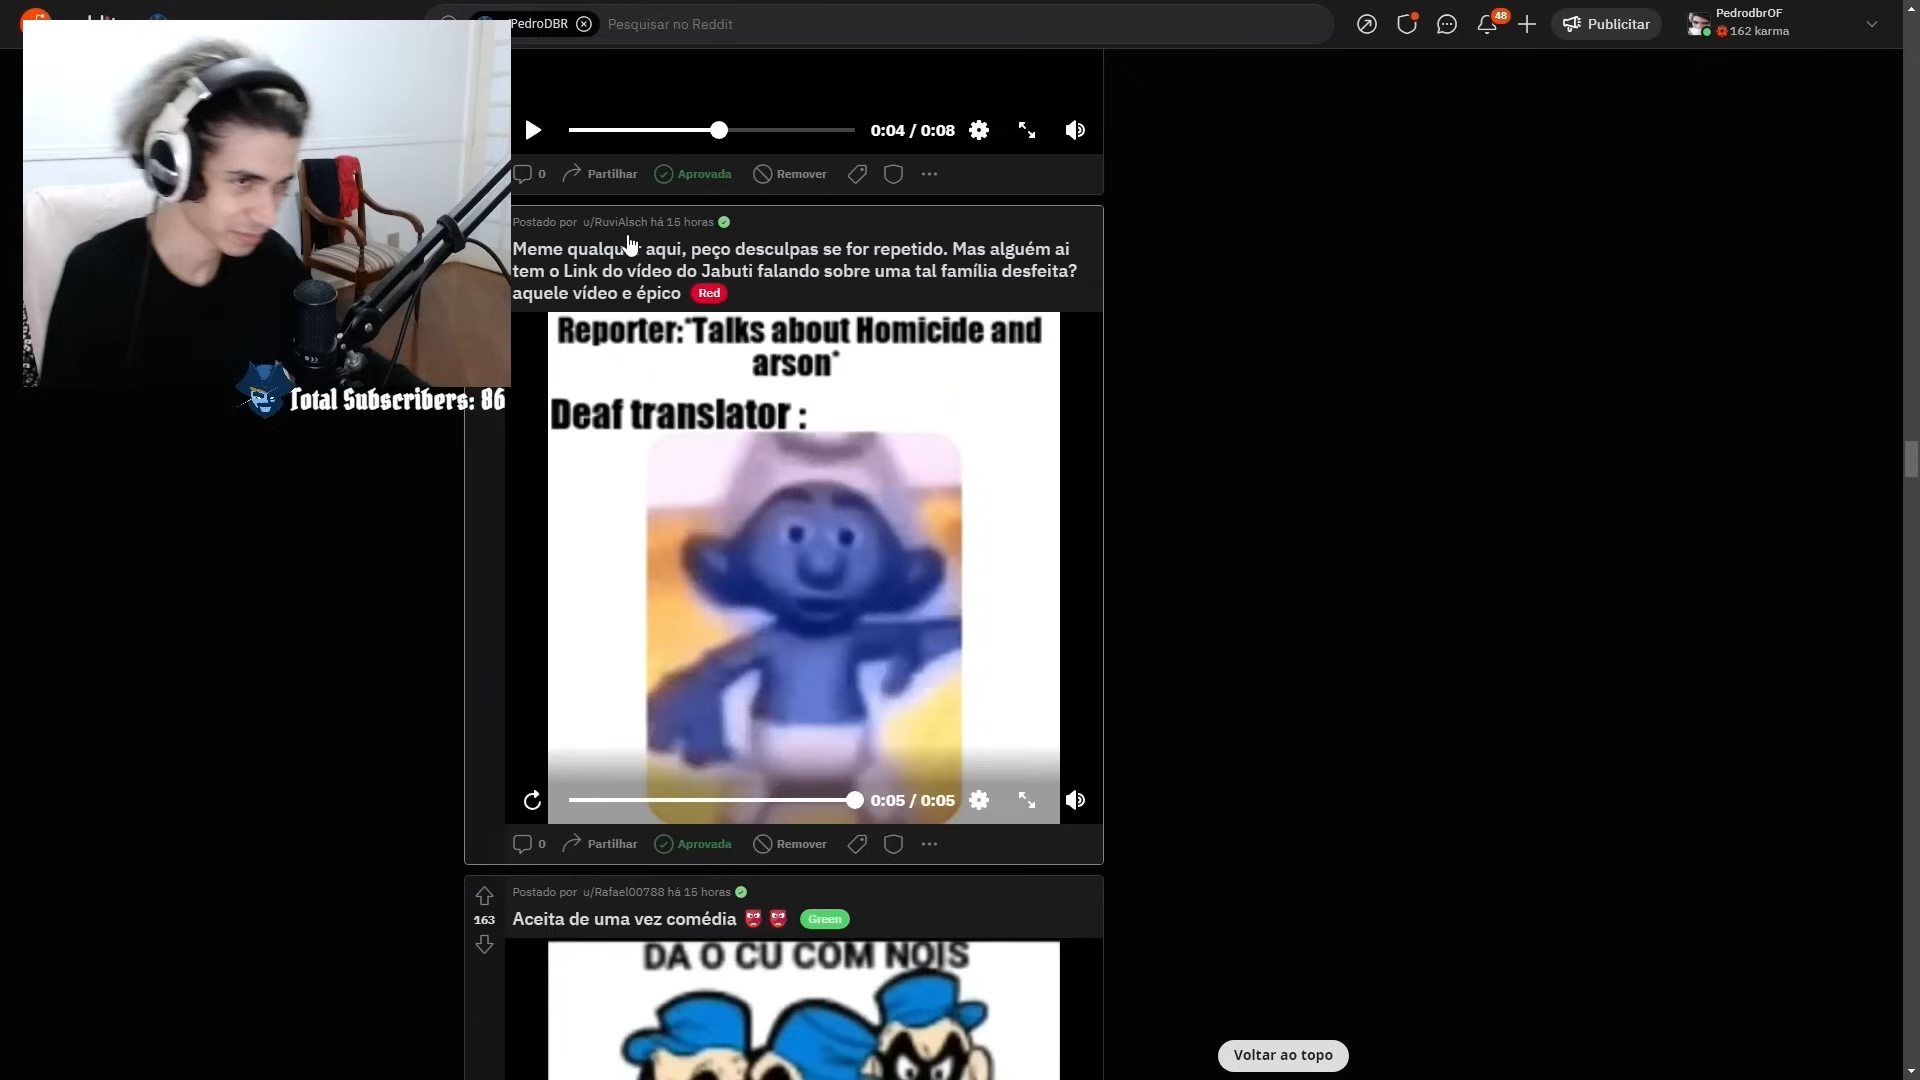 PedroDBR
Pesquisar no Reddit
48
Publicitar
PedrodbrOF
162 karma
0:04 / 0:08
0 Partilhar Aprovada Remover
Postado por u/RuviAlsch há 15 horas
Meme qualquer aqui, peço desculpas se for repetido. Mas alguém ai
tem o Link do vídeo do Jabuti falando sobre uma tal família desfeita?
aquele vídeo e épico Red
Reporter:*Talks about Homicide and
arson*
Deaf translator :
Total Subscribers: 86
0:05 / 0:05
0 Partilhar Aprovada Remover
Postado por u/Rafael00788 há 15 horas
163
Aceita de uma vez comédia Green
DA O CU COM NOIS
Voltar ao topo